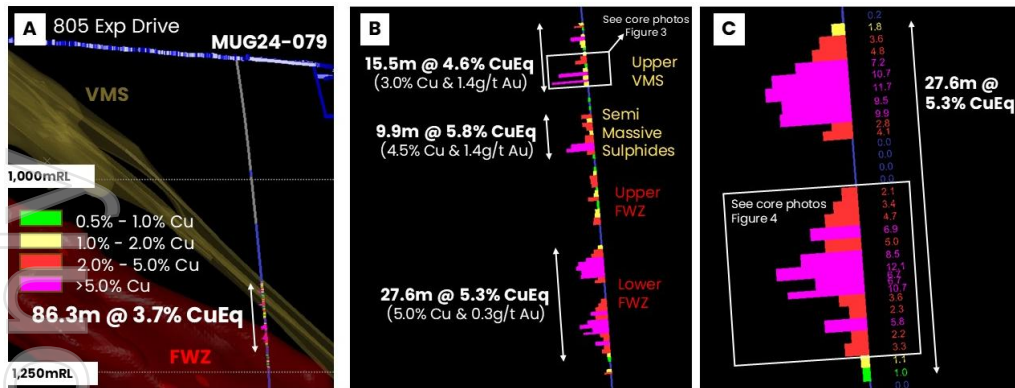 A
805 Exp Drive
MUG24-079
VMS
1,000mRL
0.5% - 1.0% Cu
1.0% - 2.0% Cu
2.0% - 5.0% Cu
>5.0% Cu
86.3m @ 3.7% CuEq
FWZ
1,250mRL
B
See core photos
Figure 3
15.5m @ 4.6% CuEq
(3.0% Cu & 1.4g/t Au)
Upper
VMS
9.9m @ 5.8% CuEq
(4.5% Cu & 1.4g/t Au)
Semi
Massive
Sulphides
Upper
FWZ
27.6m @ 5.3% CuEq
(5.0% Cu & 0.3g/t Au)
Lower
FWZ
C
0.2
1.8
3.6
4.8
7.2
10.7
11.7
9.5
9.9
2.8
4.1
0.0
0.0
0.0
0.0
27.6m @
5.3% CuEq
See core photos
Figure 4
2.1
3.4
4.7
6.9
5.0
8.5
12.1
10.7
3.6
2.3
5.8
2.2
3.3
1.1
1.0
0.0